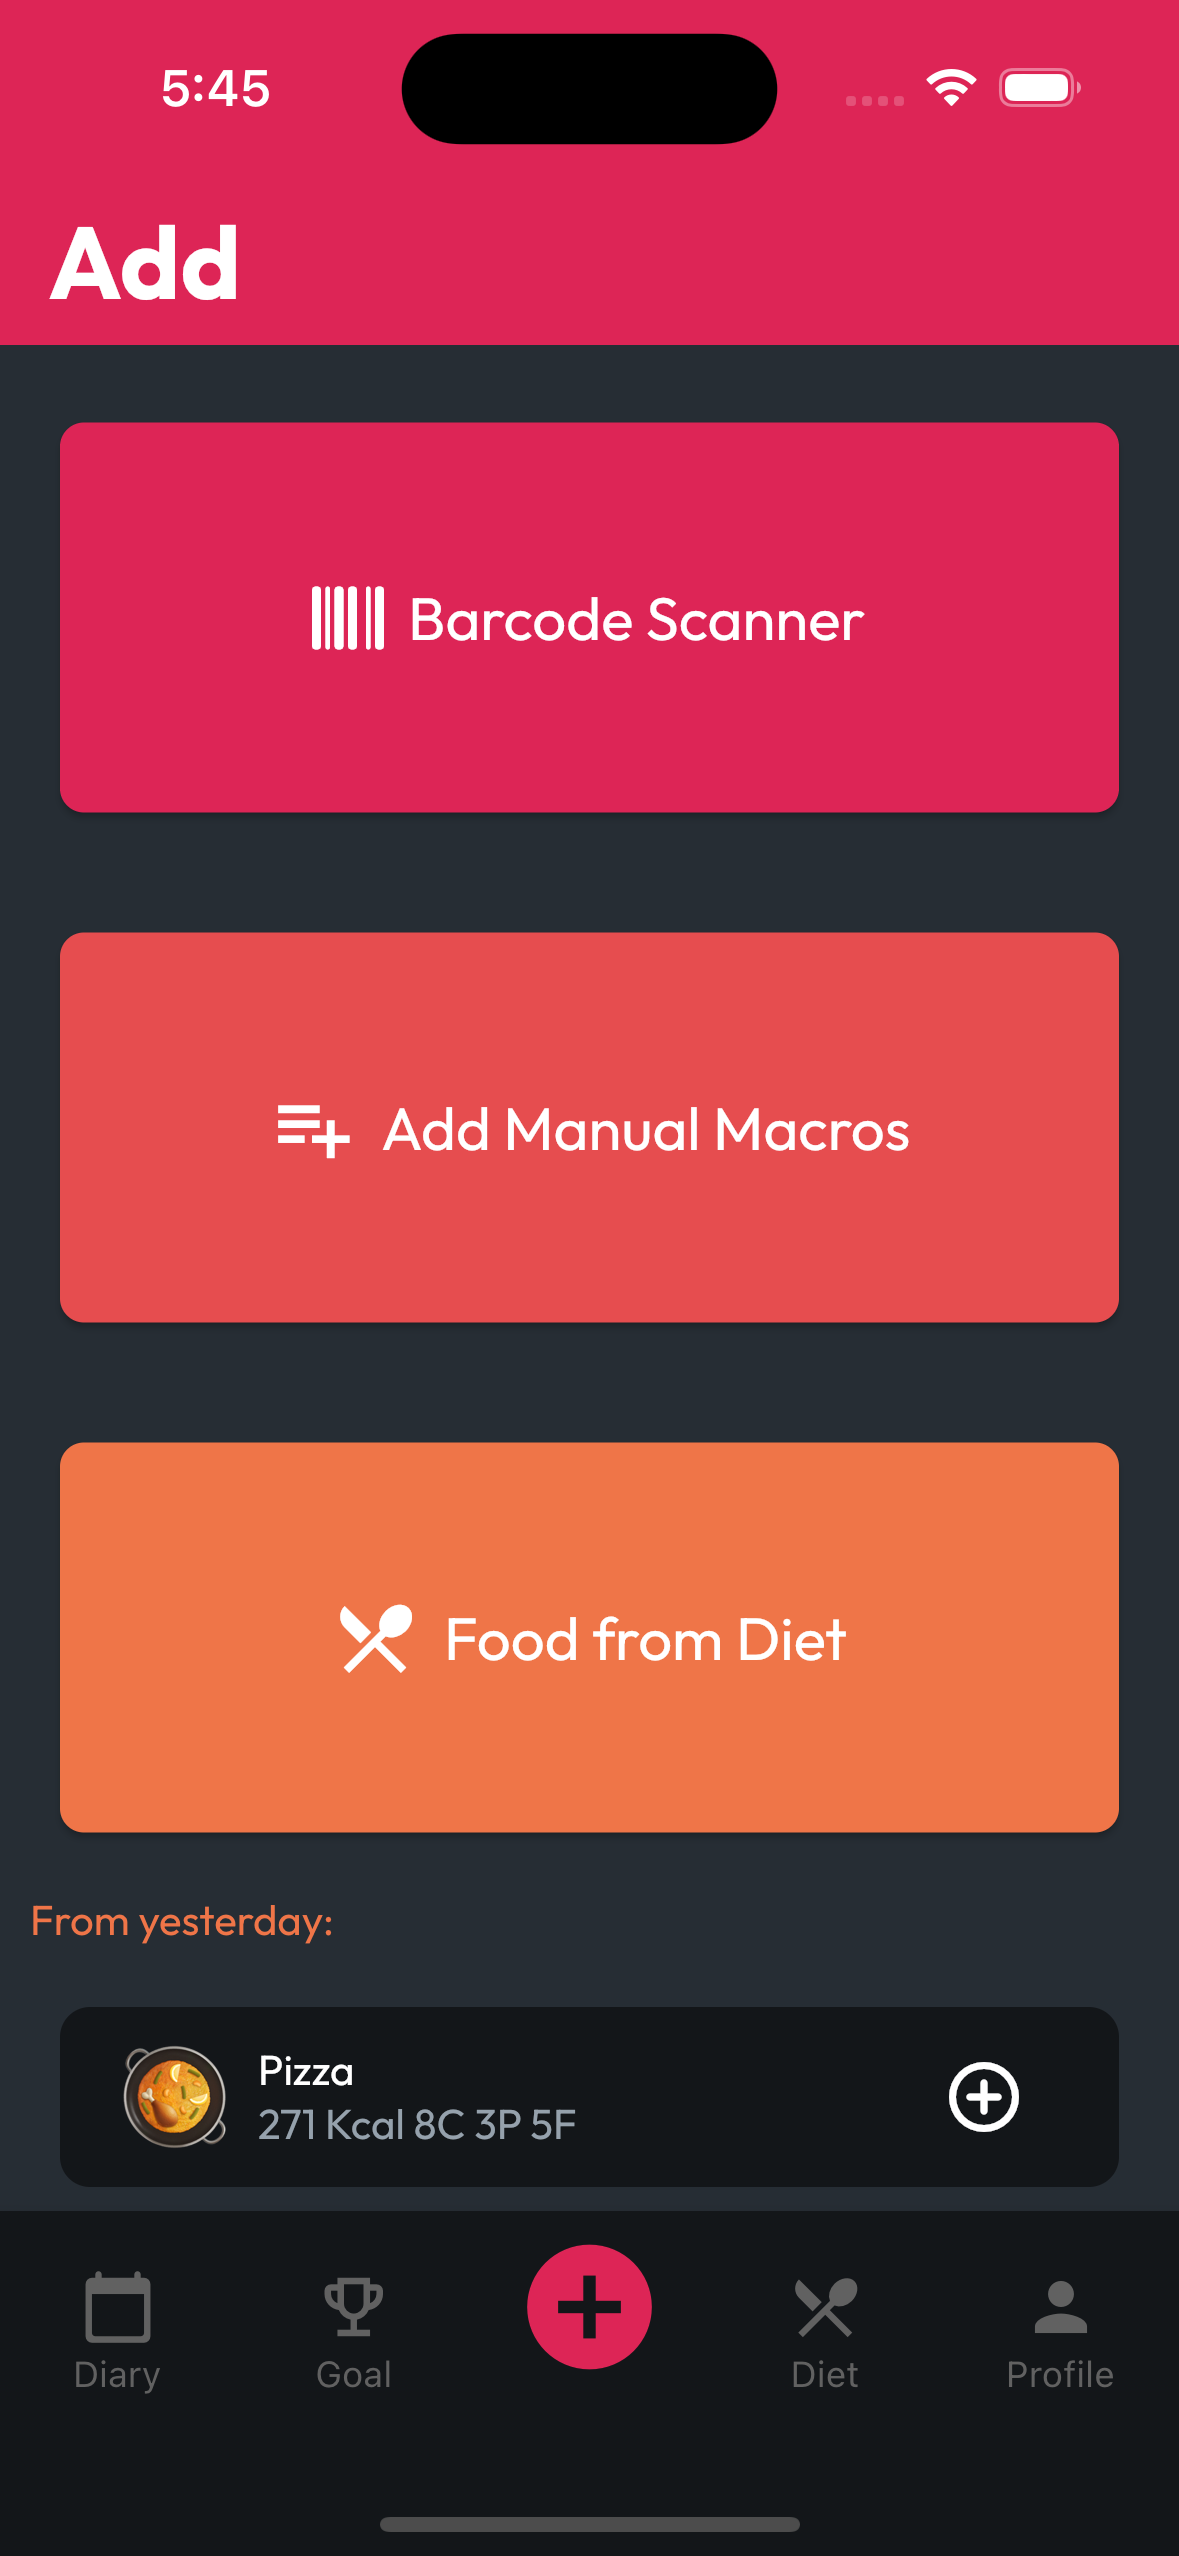 5:45
Add
Barcode Scanner
Add Manual Macros
Food from Diet
From yesterday:
Pizza
271 Kcal 8C 3P 5F
Diary
Goal
Diet
Profile